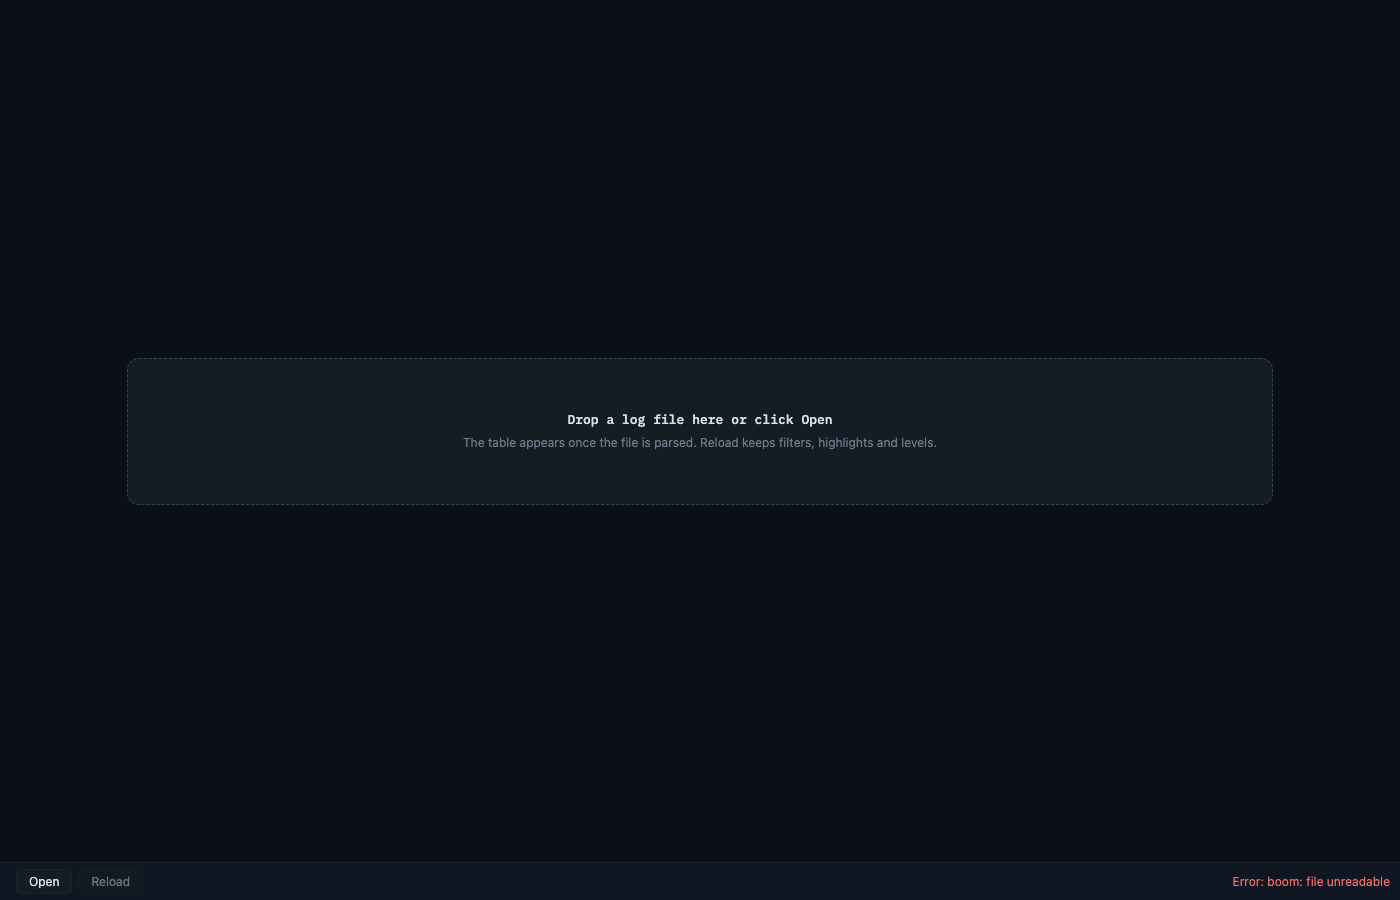 Drop a log file here or click Open
The table appears once the file is parsed. Reload keeps filters, highlights and levels.
Open
Reload
Error: boom: file unreadable